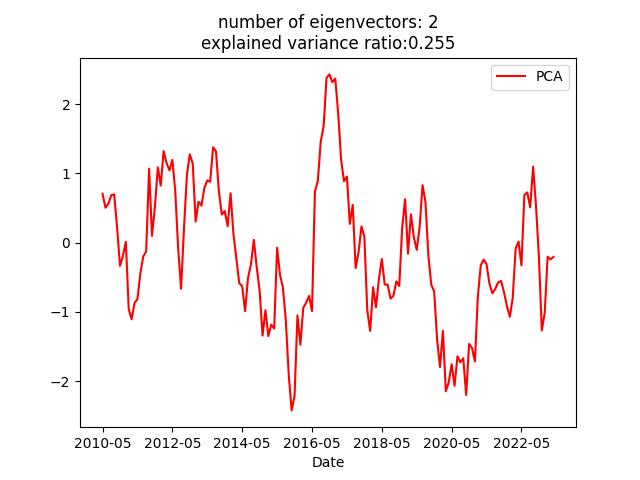 number of eigenvectors: 2
explained variance ratio:0.255
PCA
2
1
0
−1
−2
2010-05 2012-05 2014-05 2016-05 2018-05 2020-05 2022-05
Date